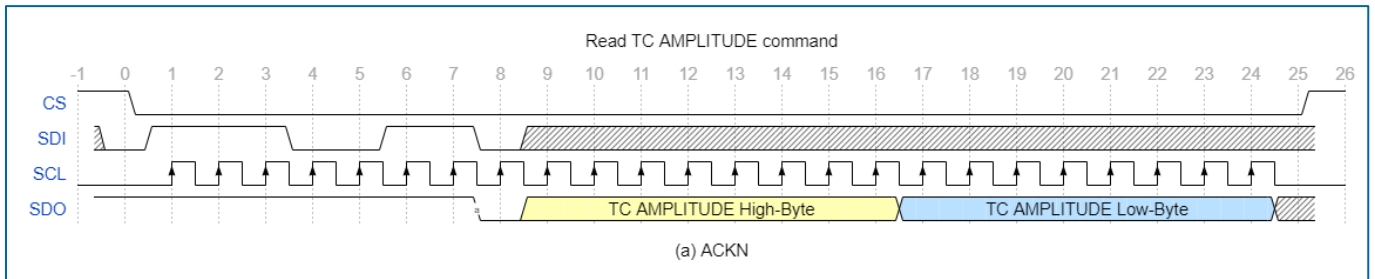 Read TC AMPLITUDE command
-1 0 1 2 3 4 5 6 7 8 9 10 11 12 13 14 15 16 17 18 19 20 21 22 23 24 25 26
CS
SDI
SCL
SDO a TC AMPLITUDE High-Byte TC AMPLITUDE Low-Byte
(a) ACKN